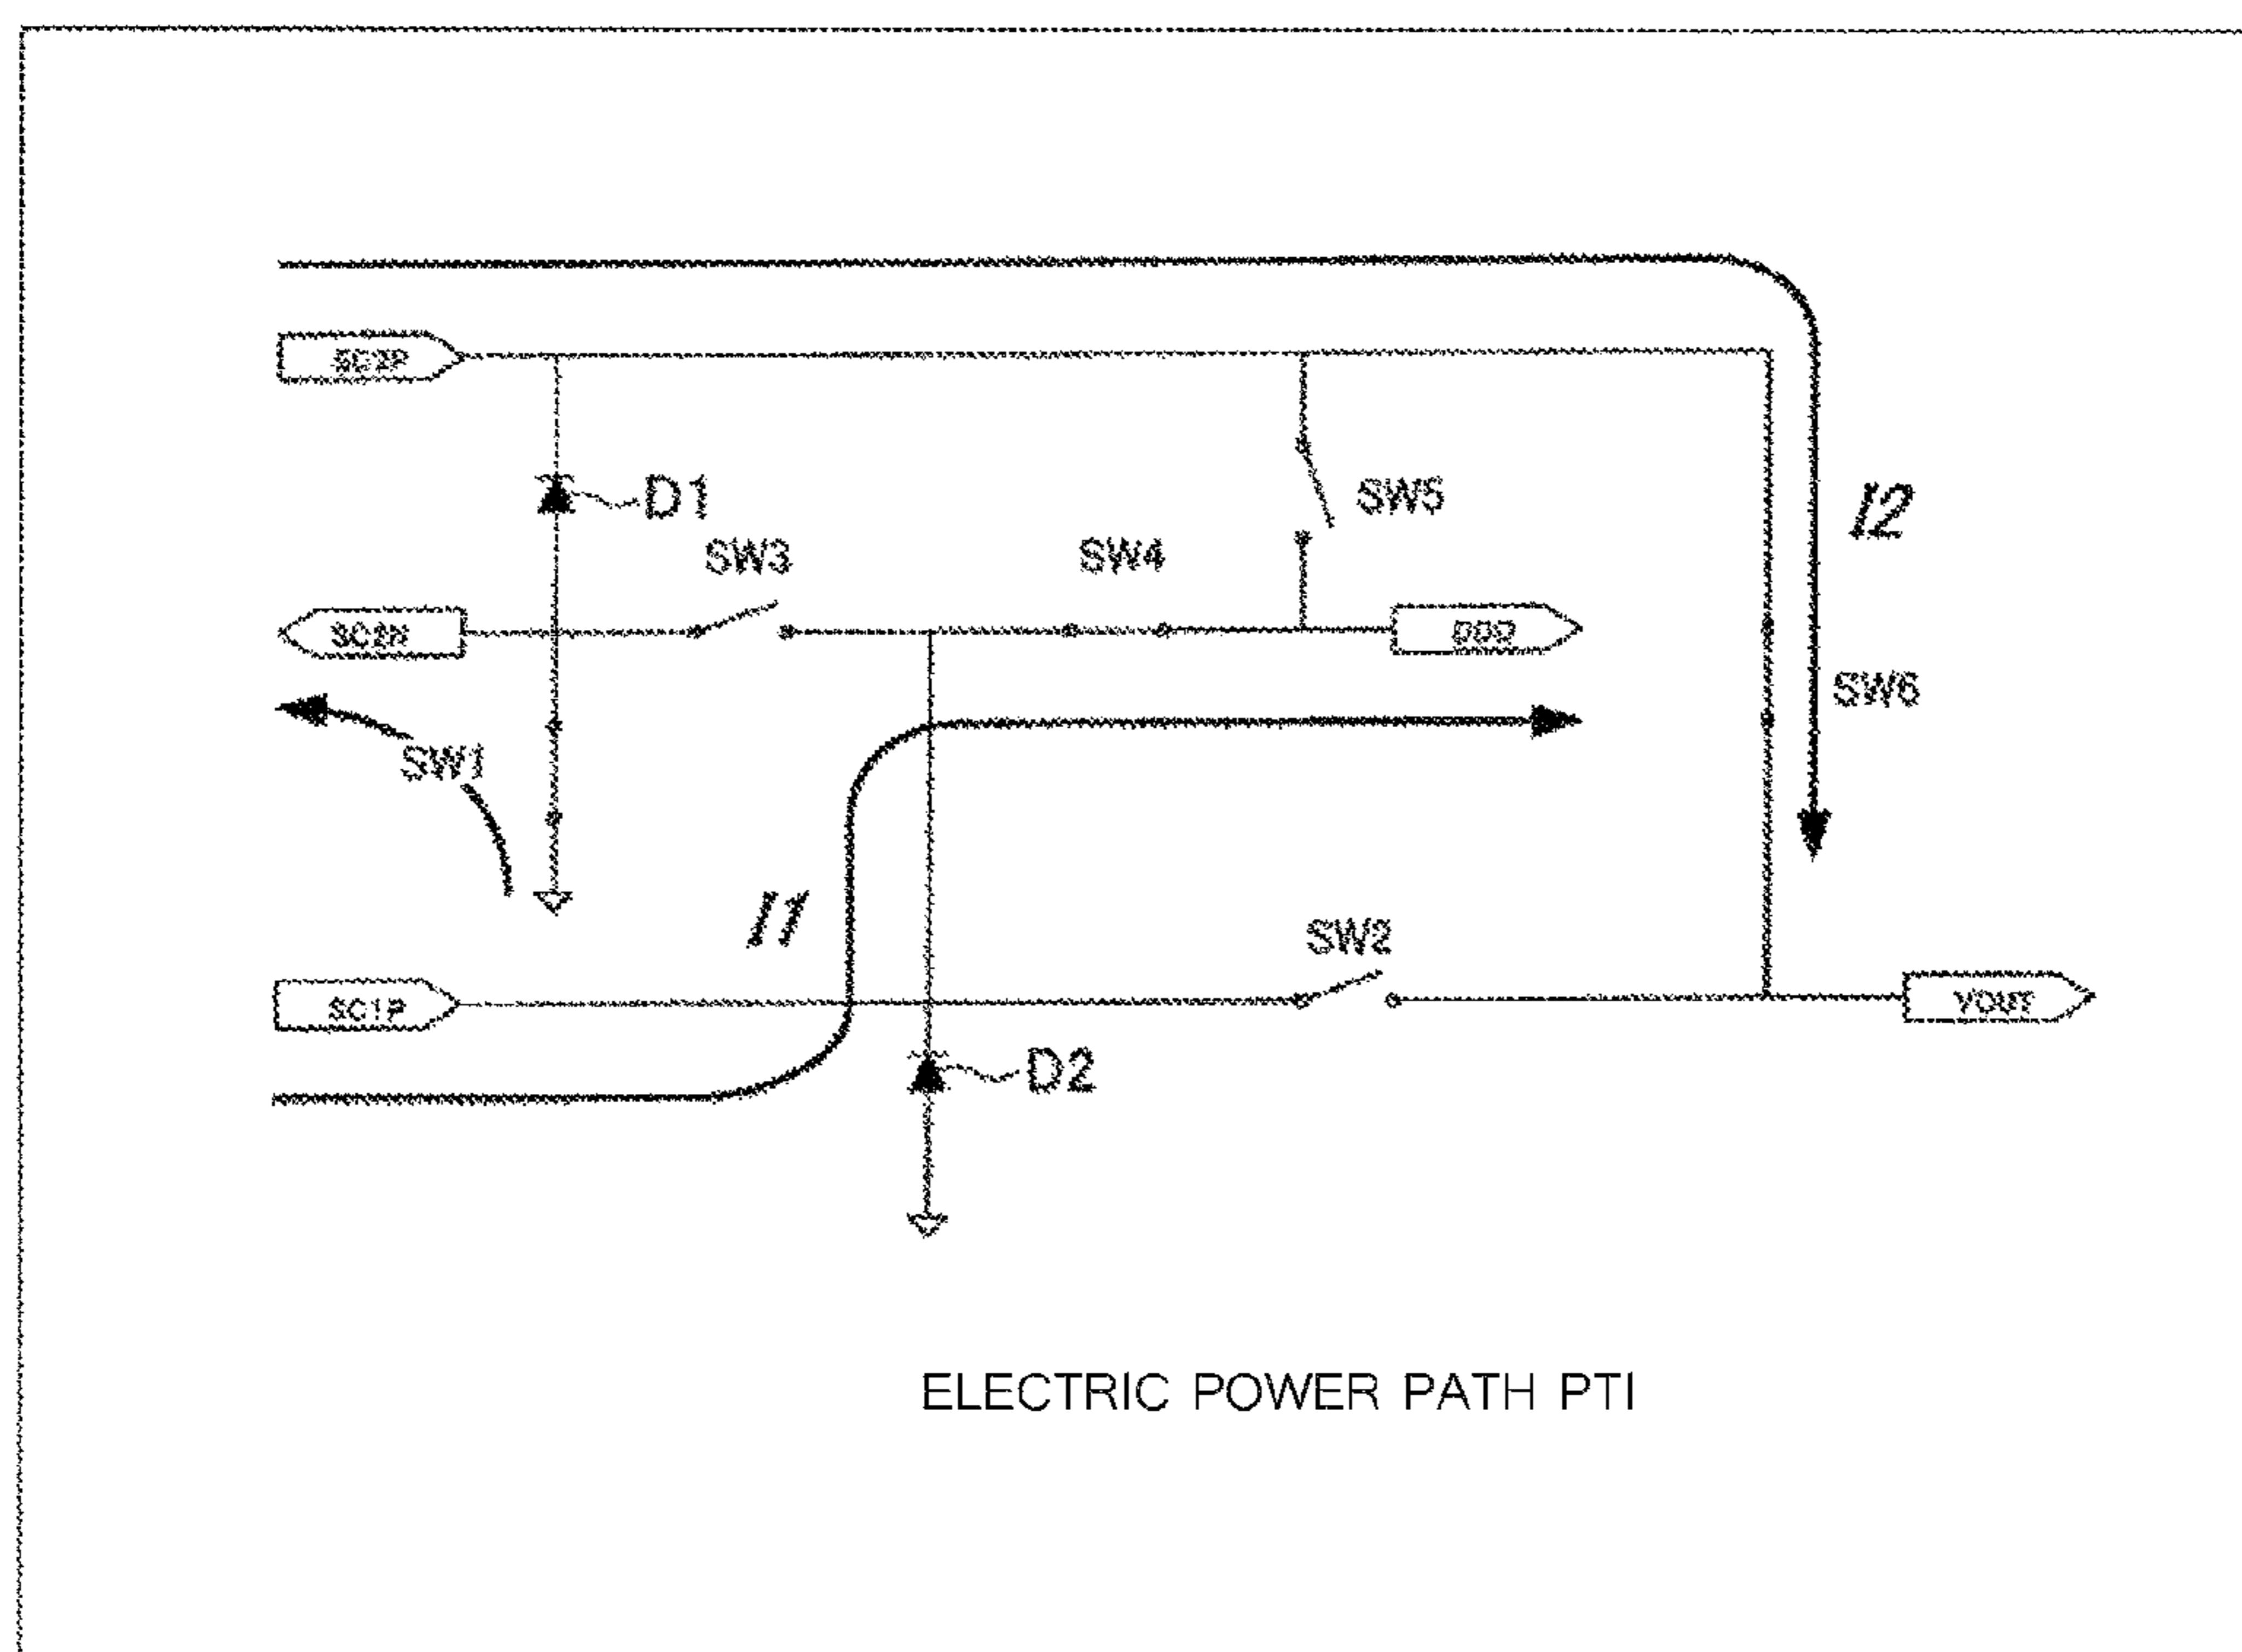 SC2P
D1
SW5
I2
SW3
SW4
SC2N
SW6
SW1
I1
SW2
SC1P
VOUT
D2
ELECTRIC POWER PATH PTI